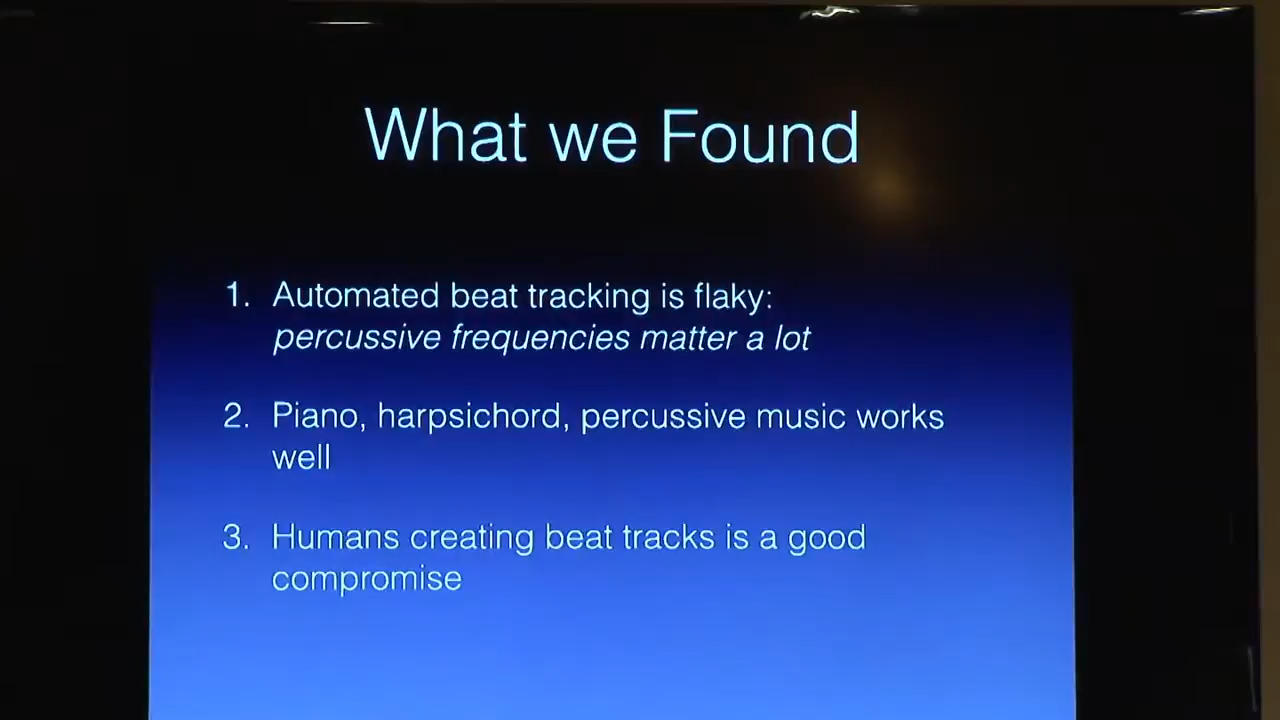 What we Found
1. Automated beat tracking is flaky:
percussive frequencies matter a lot
2. Piano, harpsichord, percussive music works
well
3. Humans creating beat tracks is a good
compromise